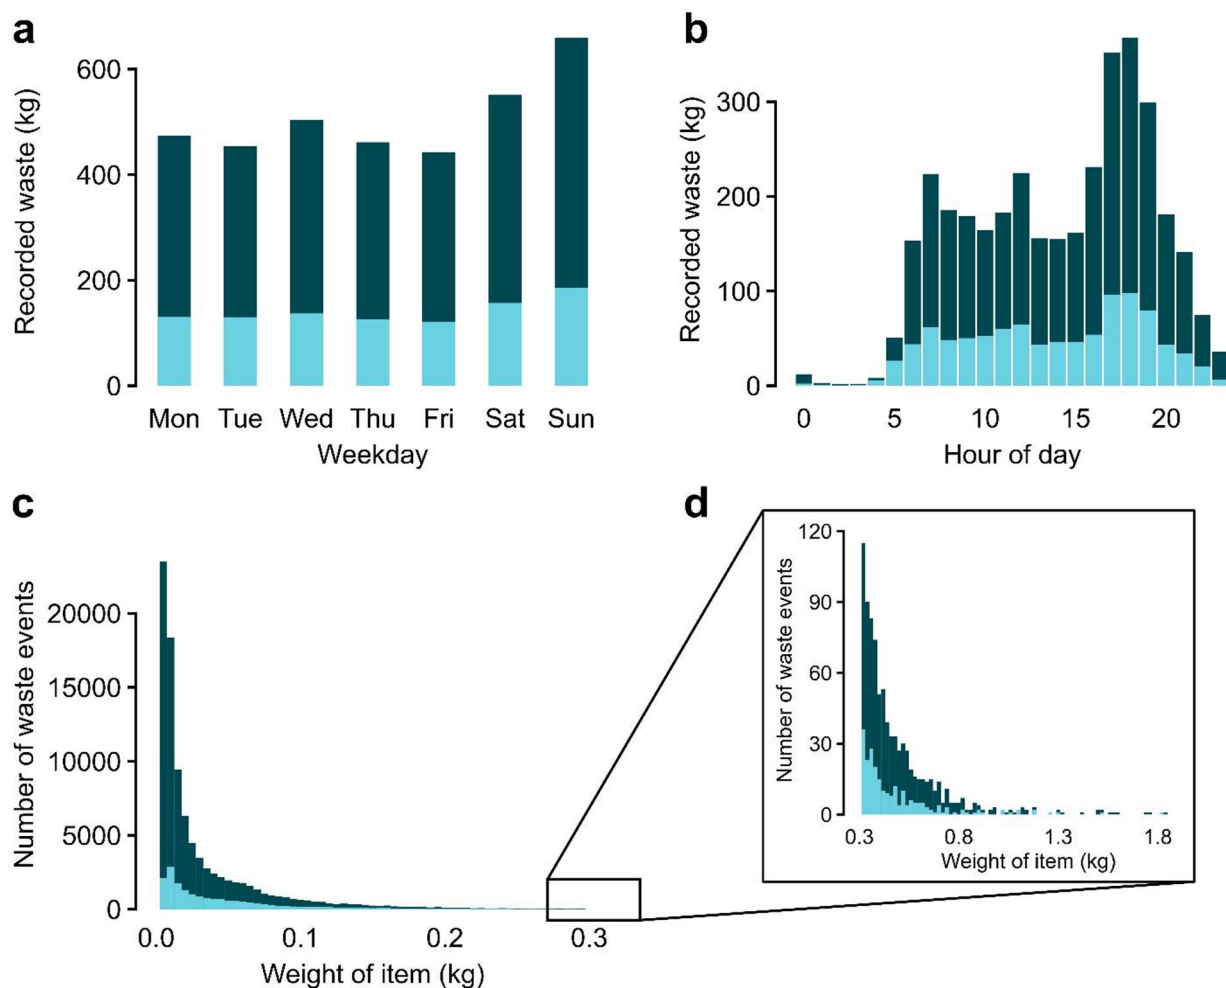 a
Recorded waste (kg)
600
400
200
0
Mon Tue Wed Thu Fri Sat Sun
Weekday
b
Recorded waste (kg)
300
200
100
0
0 5 10 15 20
Hour of day
c
Number of waste events
20000
15000
10000
5000
0
0.0 0.1 0.2 0.3
Weight of item (kg)
d
Number of waste events
120
90
60
30
0
0.3 0.8 1.3 1.8
Weight of item (kg)